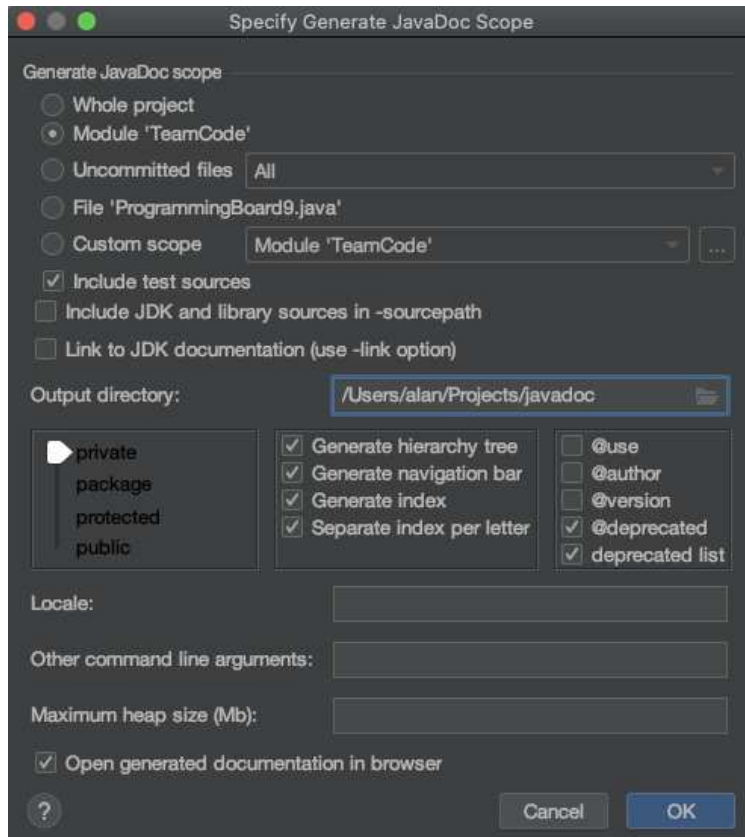 Specify Generate JavaDoc Scope
Generate JavaDoc scope
Whole project
Module 'TeamCode'
Uncommitted files All
File 'ProgrammingBoard9.java'
Custom scope Module 'TeamCode' ...
Include test sources
Include JDK and library sources in -sourcepath
Link to JDK documentation (use -link option)
Output directory: /Users/alan/Projects/javadoc
private
package
protected
public
Generate hierarchy tree
Generate navigation bar
Generate index
Separate index per letter
@use
@author
@version
@deprecated
deprecated list
Locale:
Other command line arguments:
Maximum heap size (Mb):
Open generated documentation in browser
? Cancel OK